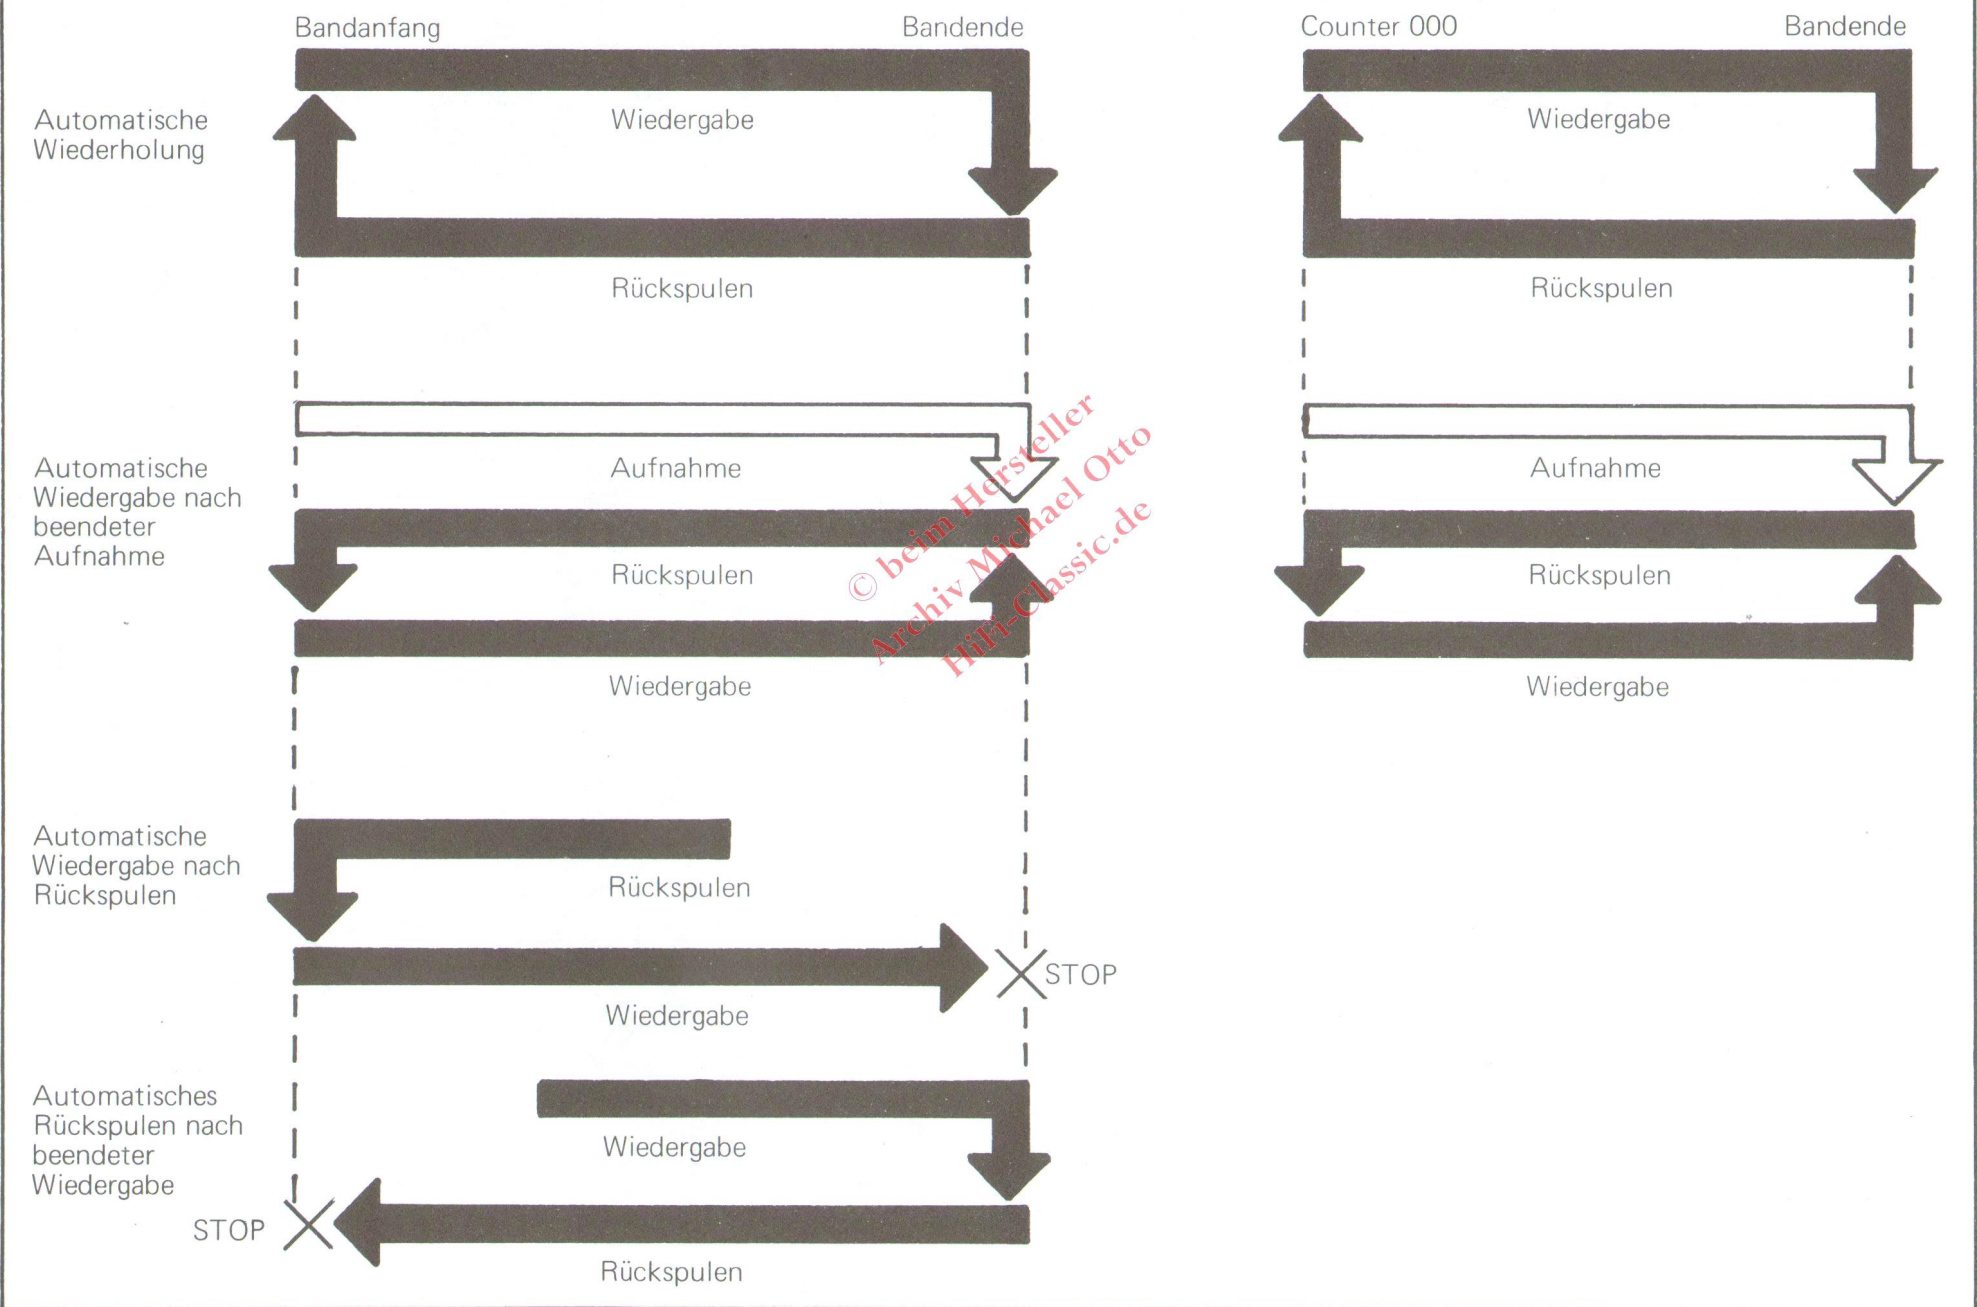 Bandanfang
Bandende
Counter 000
Bandende
Automatische
Wiederholung
Wiedergabe
Wiedergabe
Rückspulen
Rückspulen
Automatische
Wiedergabe nach
beendeter
Aufnahme
Aufnahme
Aufnahme
Rückspulen
Rückspulen
Wiedergabe
Wiedergabe
© beim Hersteller
Archiv Michael Otto
HiFi-Classic.de
Automatische
Wiedergabe nach
Rückspulen
Rückspulen
STOP
Wiedergabe
Automatisches
Rückspulen nach
beendeter
Wiedergabe
Wiedergabe
STOP
Rückspulen